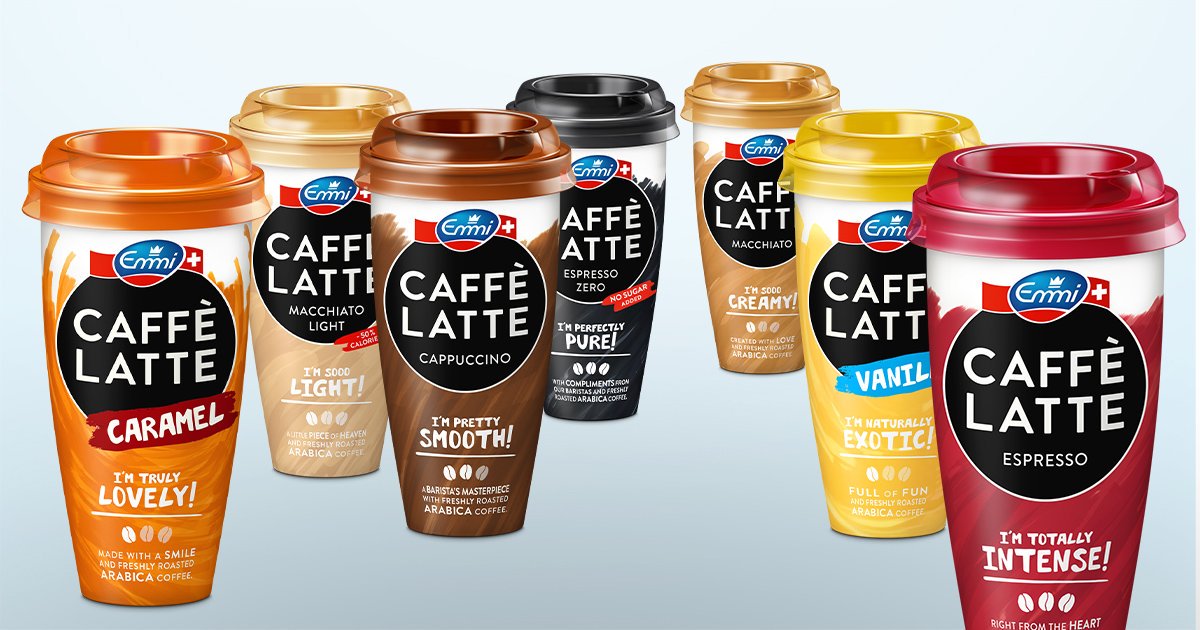 Emmi
CAFFÈ
LATTE
CARAMEL
I'M TRULY
LOVELY!
MADE WITH A SMILE
AND FRESHLY ROASTED
ARABICA COFFEE.
Emmi
CAFFÈ
LATTE
MACCHIATO
LIGHT
- 50%
CALORIE
I'M SOOO
LIGHT!
A LITTLE PIECE OF HEAVEN
AND FRESHLY ROASTED
ARABICA COFFEE.
Emmi
CAFFÈ
LATTE
CAPPUCCINO
I'M PRETTY
SMOOTH!
A BARISTA'S MASTERPIECE
WITH FRESHLY ROASTED
ARABICA COFFEE.
Emmi
AFFÈ
ATTE
ESPRESSO
ZERO
NO SUGAR
ADDED
I'M PERFECTLY
PURE!
WITH COMPLIMENTS FROM
OUR BARISTAS AND FRESHLY
ROASTED ARABICA COFFEE.
Emmi
CAFF
LATT
MACCHIATO
I'M SOOO
CREAMY!
CREATED WITH LOVE
AND FRESHLY ROASTED
ARABICA COFFEE.
Emmi
CAFF
LATT
VANIL
I'M NATURALLY
EXOTIC!
FULL OF FUN
AND FRESHLY ROASTED
ARABICA COFFEE.
Emmi
CAFFÈ
LATTE
ESPRESSO
I'M TOTALLY
INTENSE!
RIGHT FROM THE HEART